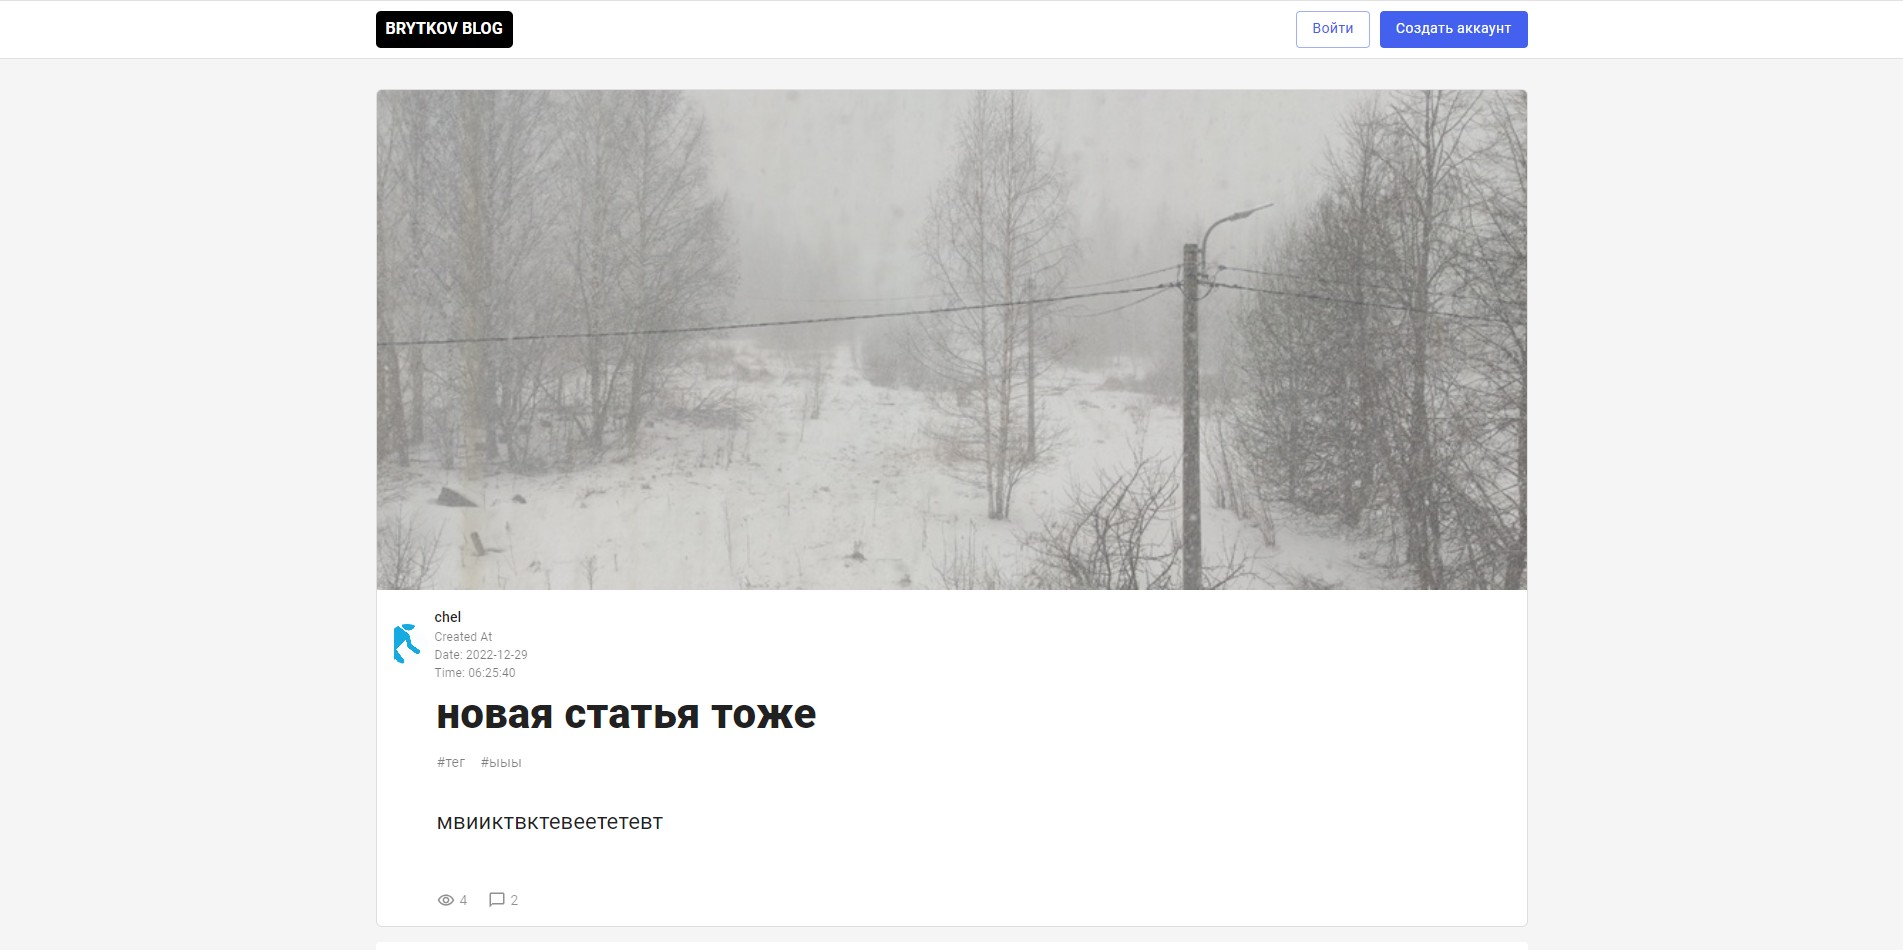 BRYTKOV BLOG
Войти
Создать аккаунт
chel
Created At
Date: 2022-12-29
Time: 06:25:40
новая статья тоже
#тег #ыыы
мвииктвктевеететевт
4 2